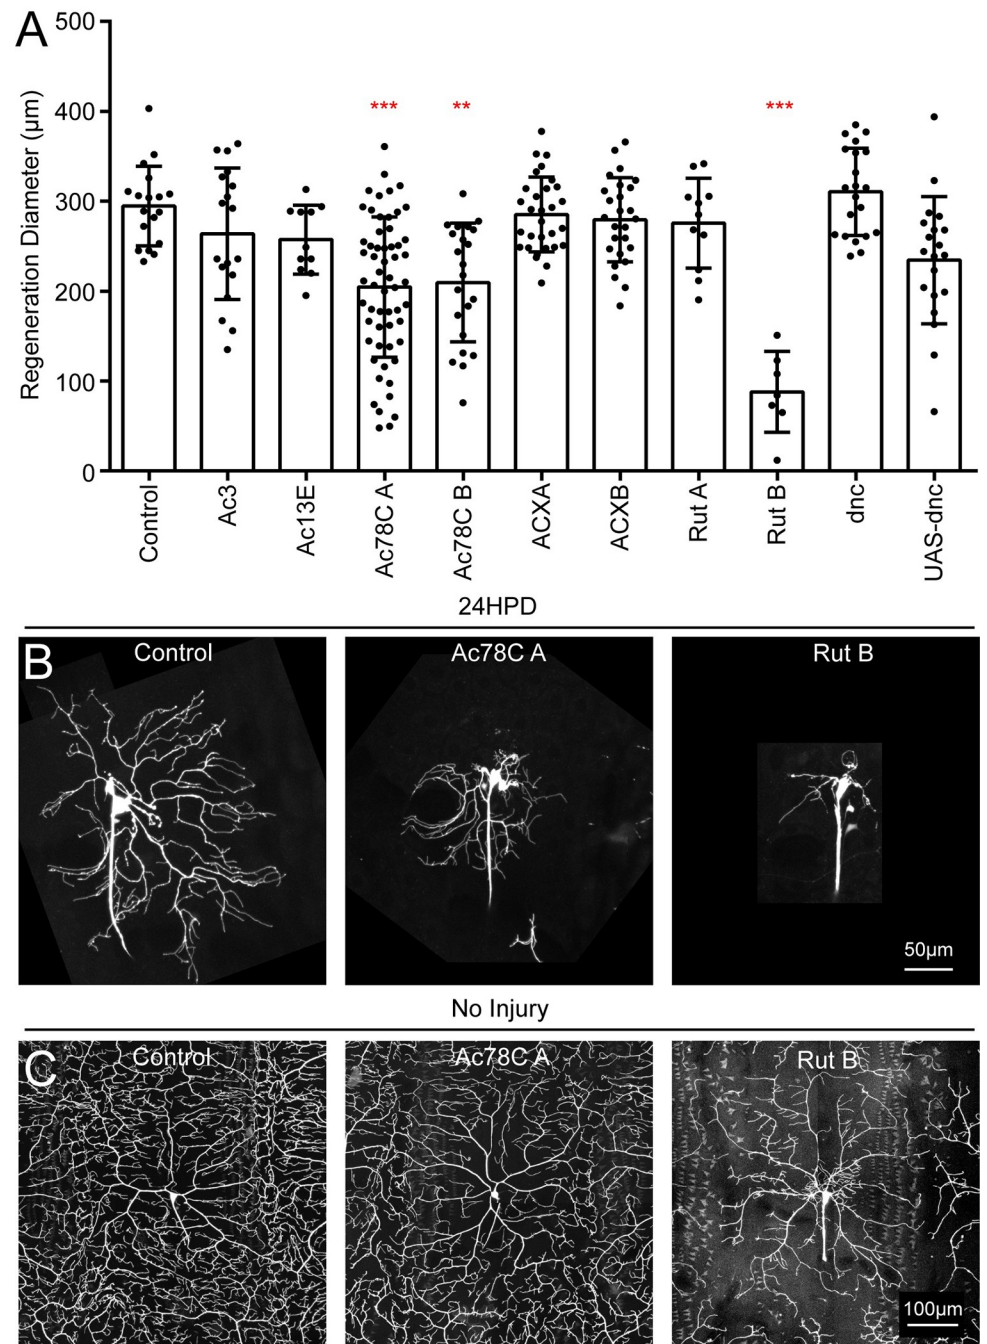 A
Regeneration Diameter (μm)
500
400
300
200
100
0
*** ** ***
Control Ac3 Ac13E Ac78C A Ac78C B ACXA ACXB Rut A Rut B dnc UAS-dnc
24HPD
B Control Ac78C A Rut B
50μm
No Injury
C Control Ac78C A Rut B
100μm